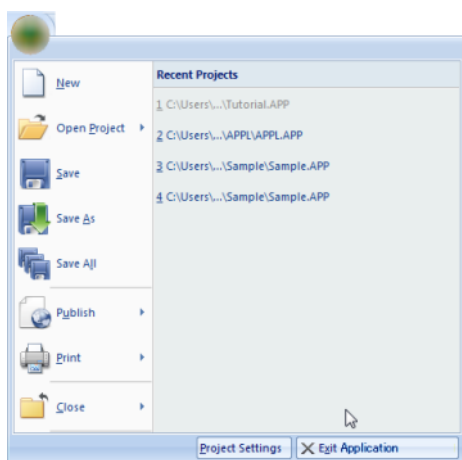 New
Open Project
Save
Save As
Save All
Publish
Print
Close
Recent Projects
1 C:\Users\...\Tutorial.APP
2 C:\Users\...\APPL\APPL.APP
3 C:\Users\...\Sample\Sample.APP
4 C:\Users\...\Sample\Sample.APP
Project Settings
Exit Application